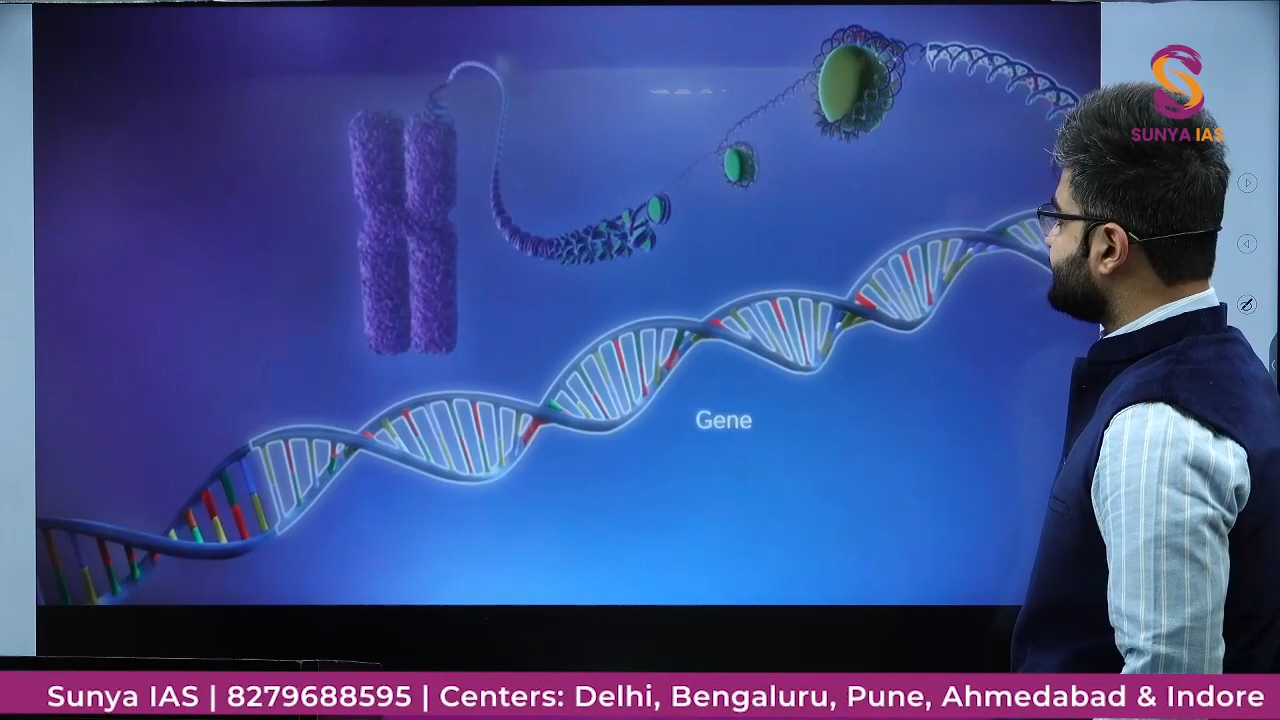 SUNYA IAS
Gene
Sunya IAS | 8279688595 | Centers: Delhi, Bengaluru, Pune, Ahmedabad & Indore